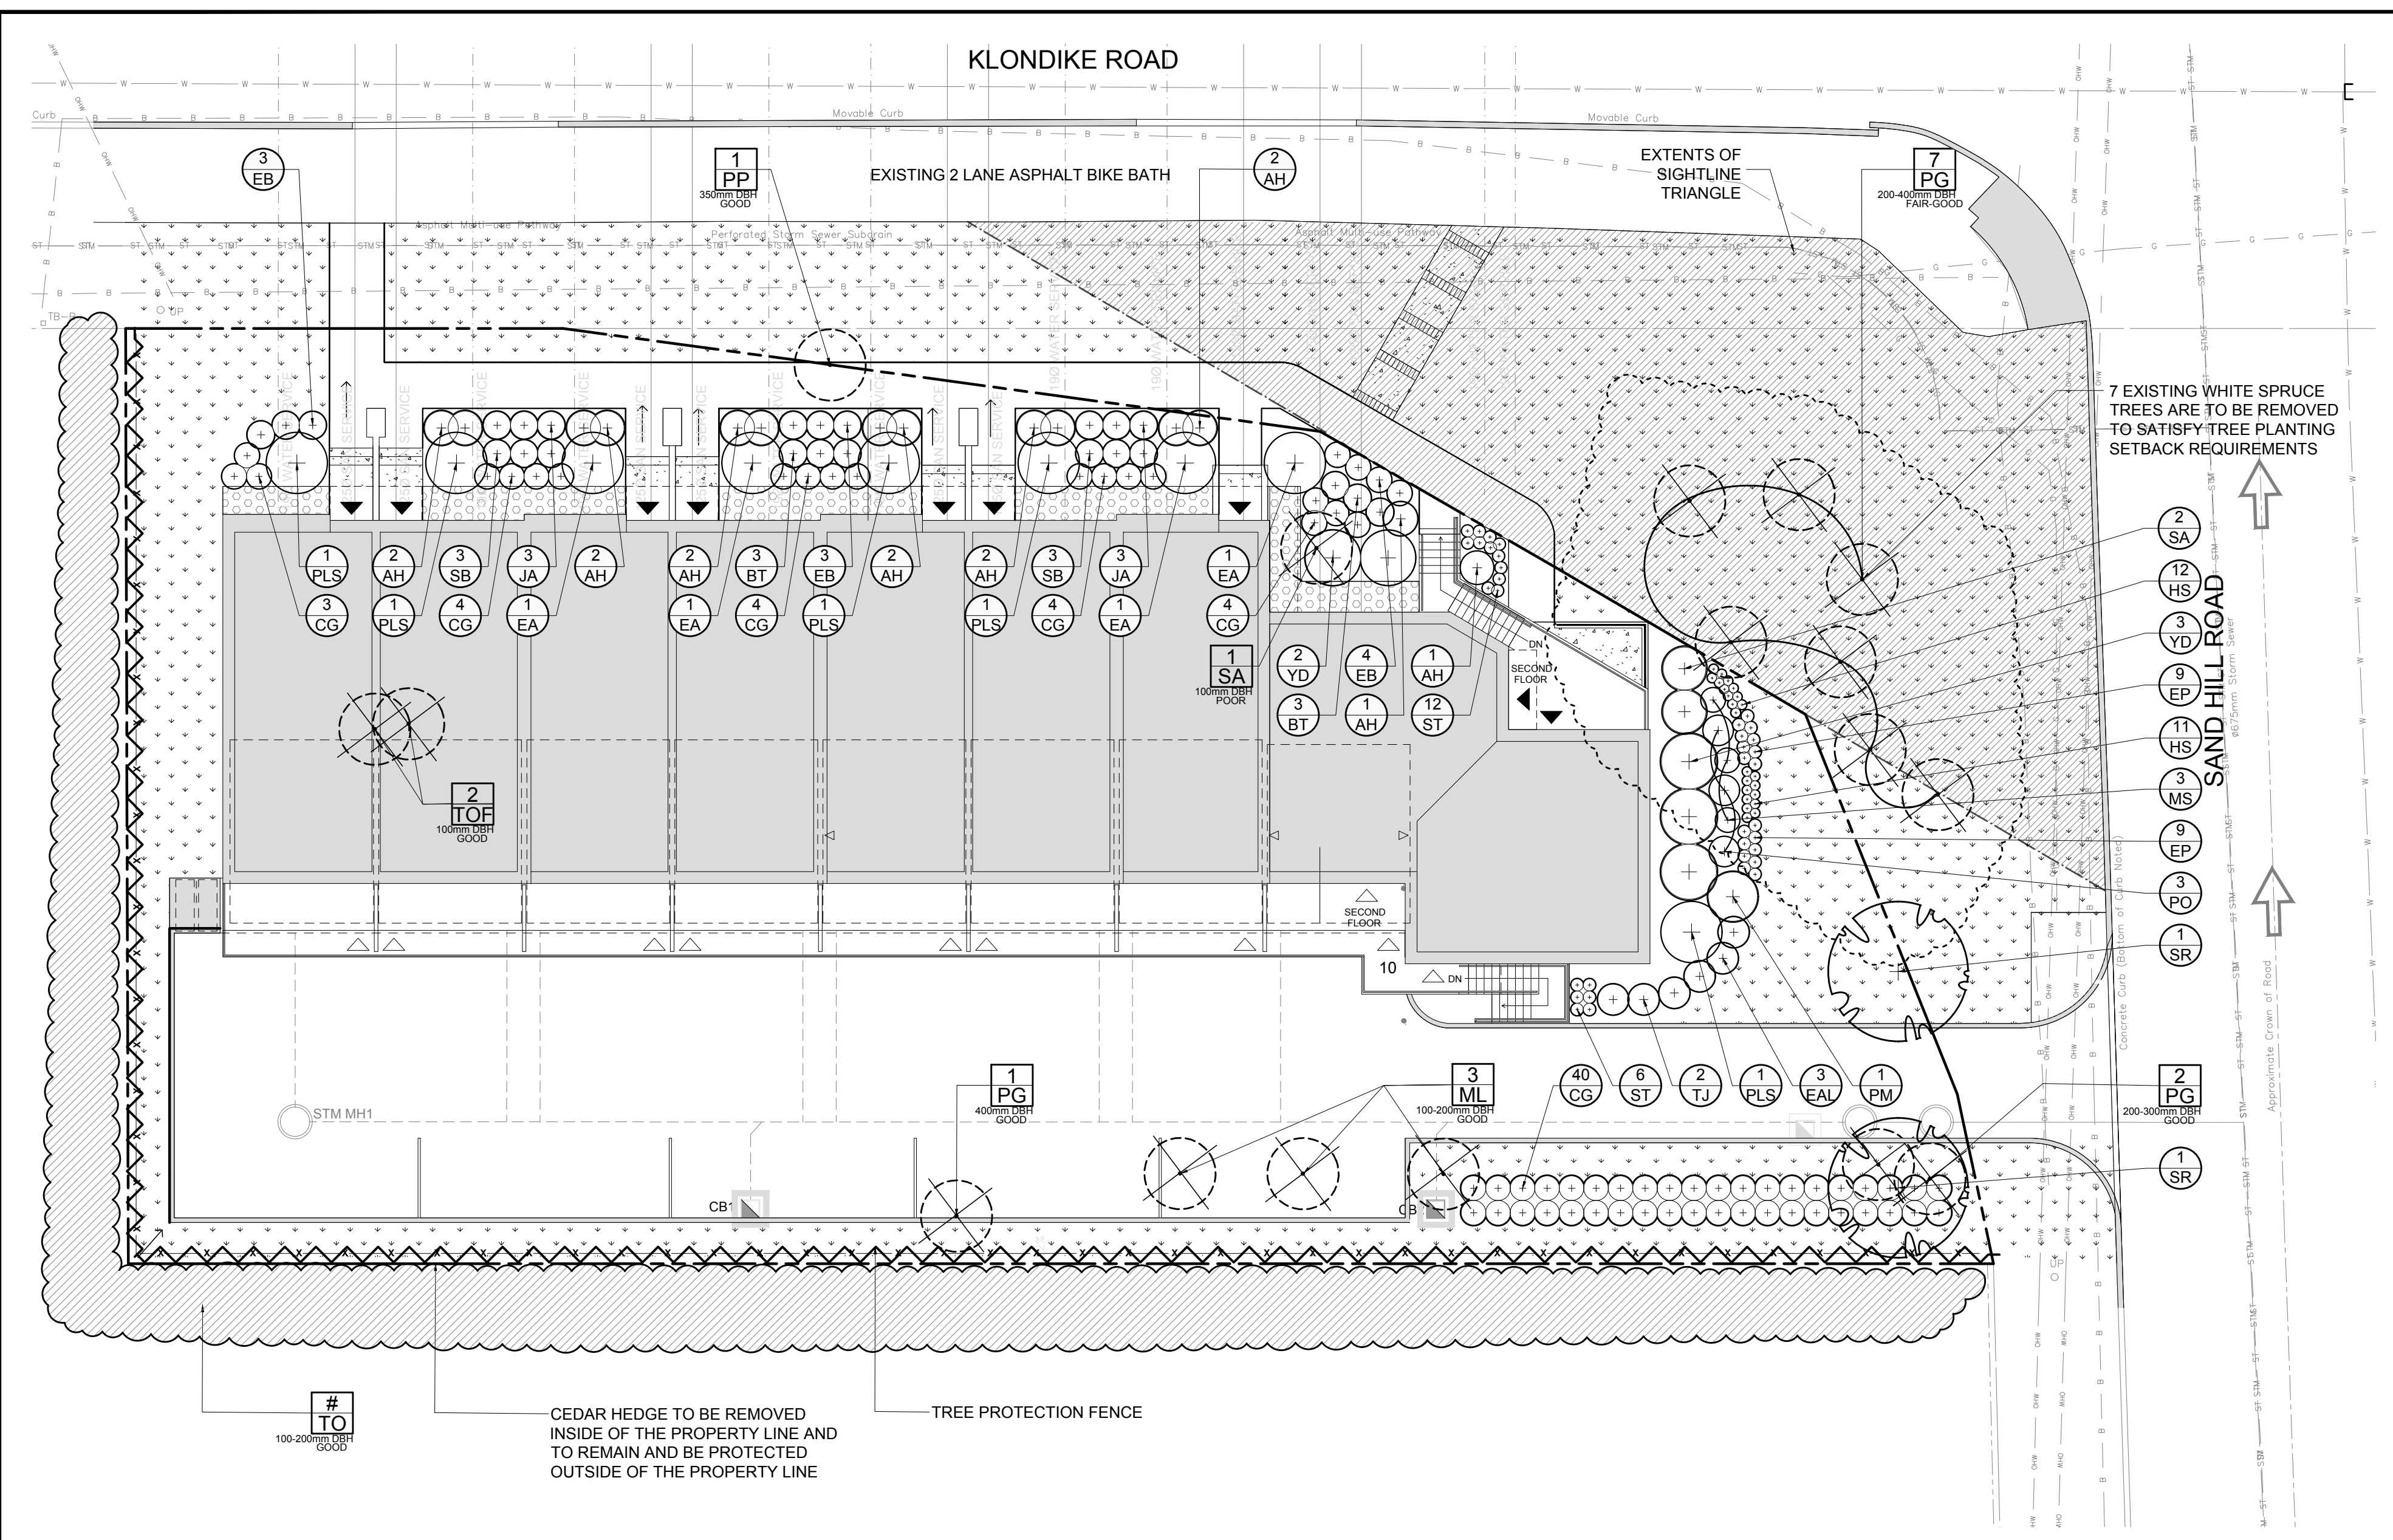 KLONDIKE ROAD
Curb
Movable Curb
Movable Curb
3
EB
1
PP
350mm DBH
GOOD
EXISTING 2 LANE ASPHALT BIKE BATH
2
AH
EXTENTS OF
SIGHTLINE
TRIANGLE
7
PG
200-400mm DBH
FAIR-GOOD
Asphalt Multi-use Pathway
Perforated Storm Sewer Subdrain
Asphalt Multi-use Pathway
UP
7 EXISTING WHITE SPRUCE
TREES ARE TO BE REMOVED
TO SATISFY TREE PLANTING
SETBACK REQUIREMENTS
1
PLS
2
AH
3
SB
3
JA
2
AH
2
AH
3
BT
3
EB
2
AH
2
AH
3
SB
3
JA
1
EA
3
CG
1
PLS
4
CG
1
EA
1
EA
4
CG
1
PLS
1
PLS
4
CG
1
EA
4
CG
1
SA
100mm DBH
POOR
2
YD
4
EB
1
AH
3
BT
1
AH
12
ST
DN
SECOND
FLOOR
2
TOF
100mm DBH
GOOD
2
SA
12
HS
3
YD
9
EP
11
HS
3
MS
9
EP
3
PO
1
SR
SAND HILL ROAD
ø675mm Storm Sewer
Concrete Curb (Bottom of Curb Noted)
Approximate Crown of Road
SECOND
FLOOR
10
DN
STM MH1
1
PG
400mm DBH
GOOD
3
ML
100-200mm DBH
GOOD
40
CG
6
ST
2
TJ
1
PLS
3
EAL
1
PM
2
PG
200-300mm DBH
GOOD
1
SR
CB1
CB
UP
#
TO
100-200mm DBH
GOOD
CEDAR HEDGE TO BE REMOVED
INSIDE OF THE PROPERTY LINE AND
TO REMAIN AND BE PROTECTED
OUTSIDE OF THE PROPERTY LINE
TREE PROTECTION FENCE